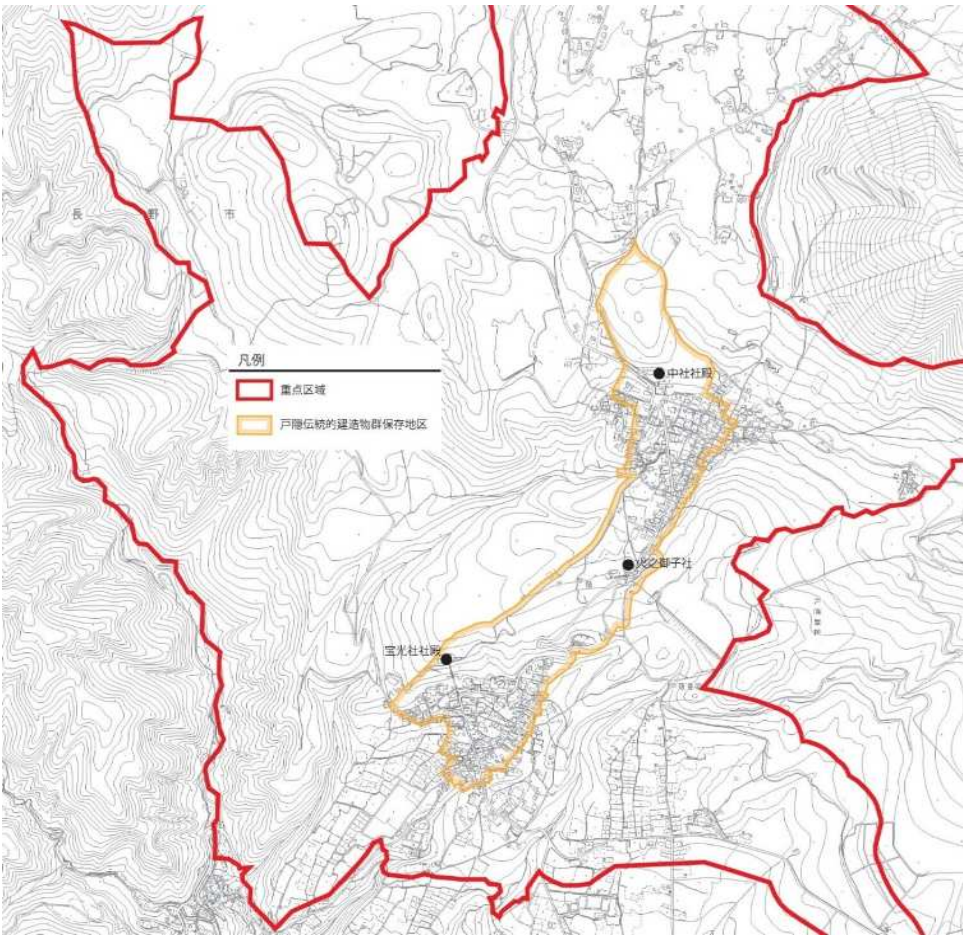 長野市
凡例
重点区域
戸隠伝統的建造物群保存地区
中社社殿
火之御子社
宝光社社殿